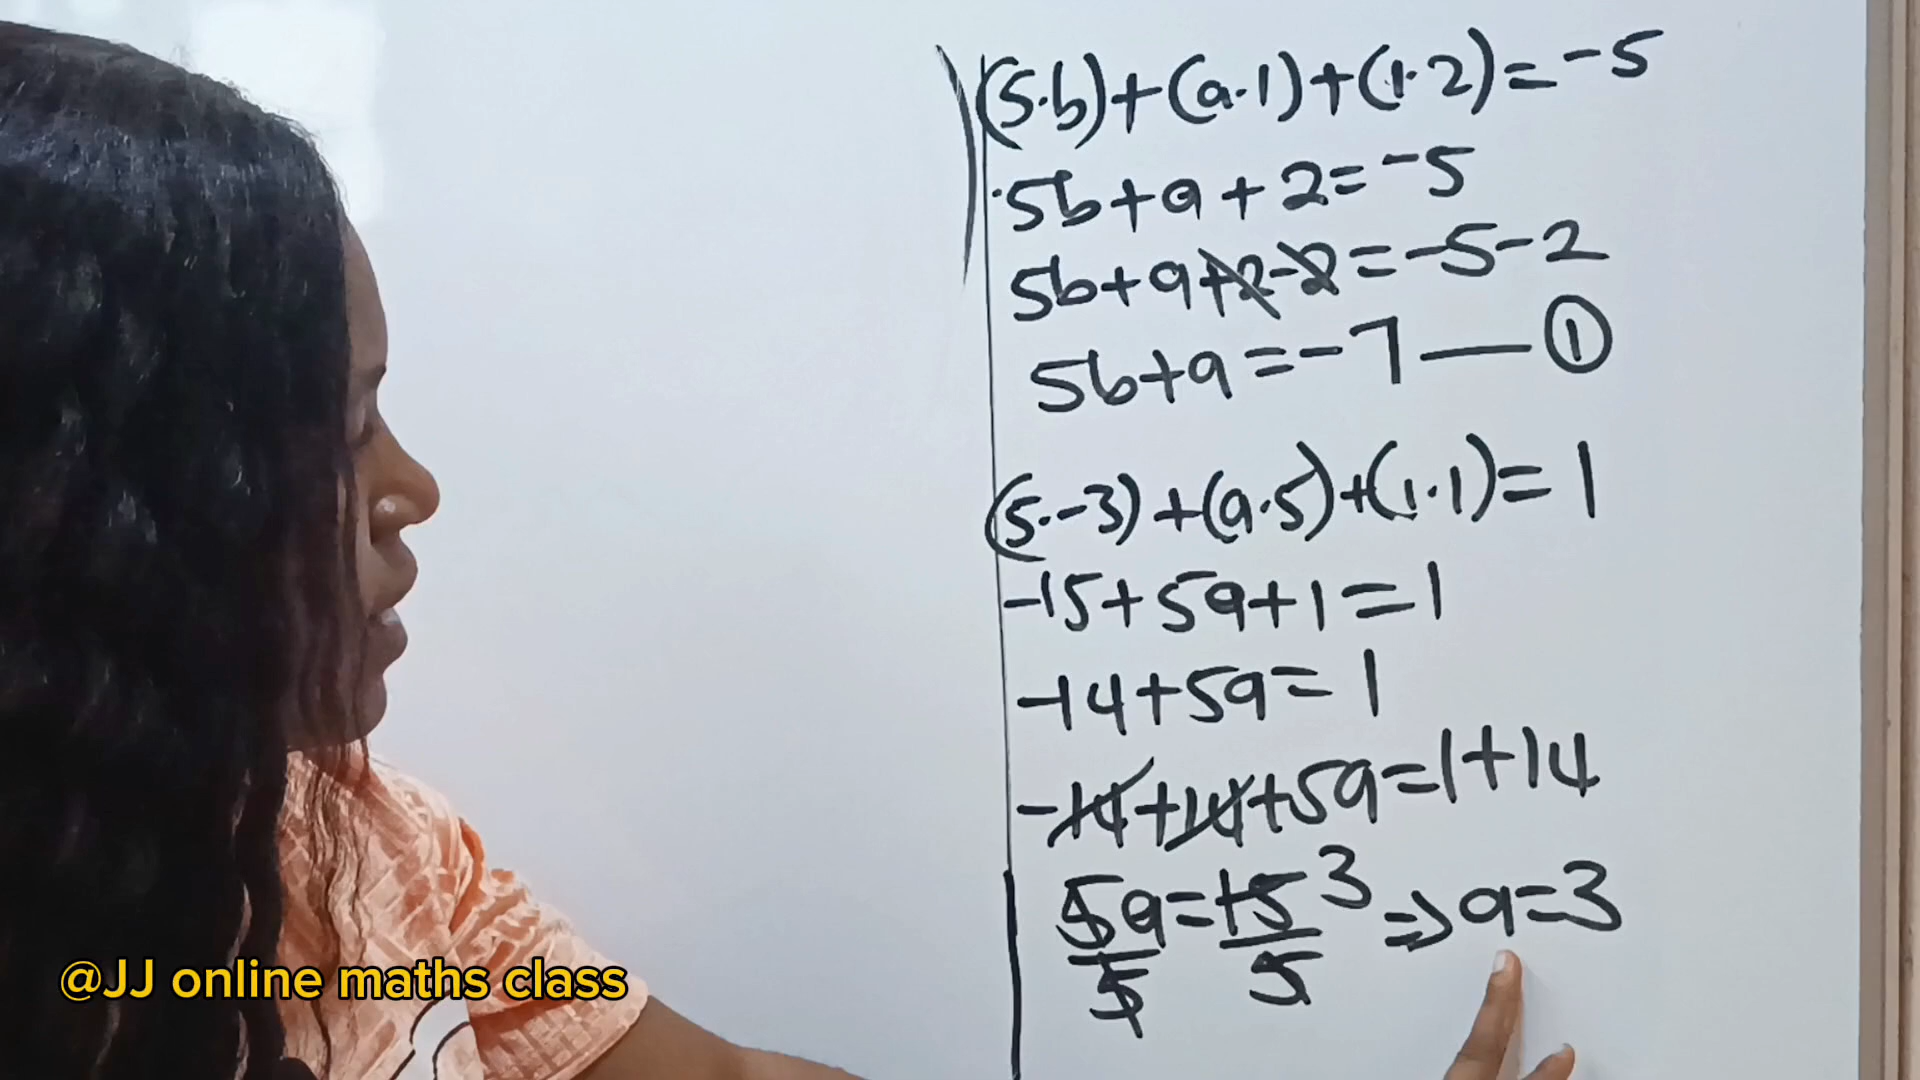 (5·b)+(a·1)+(1·2)=-5
5b+a+2=-5
5b+a+2-2=-5-2
5b+a=-7 — ①
(5·-3)+(a·5)+(1·1)=1
-15+5a+1=1
-14+5a=1
-14+14+5a=1+14
5a/5=15/5 3 ⇒ a=3
@JJ online maths class